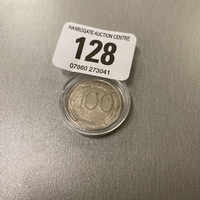 HARROGATE AUCTION CENTRE
128
07860 273041
100